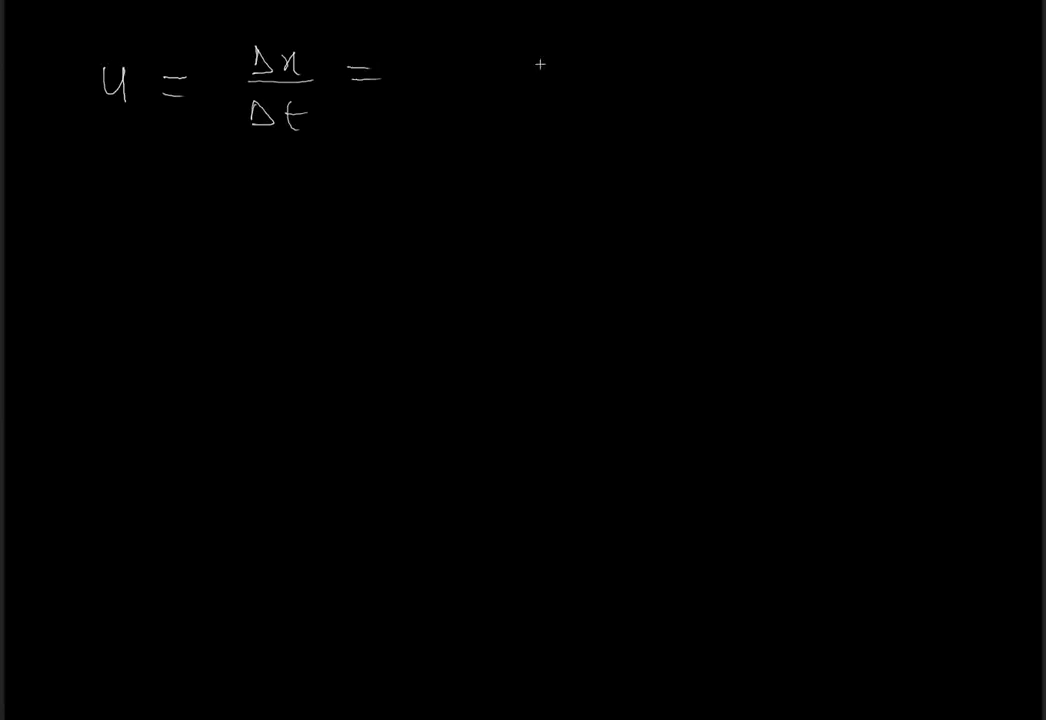 u = Δx/Δt =